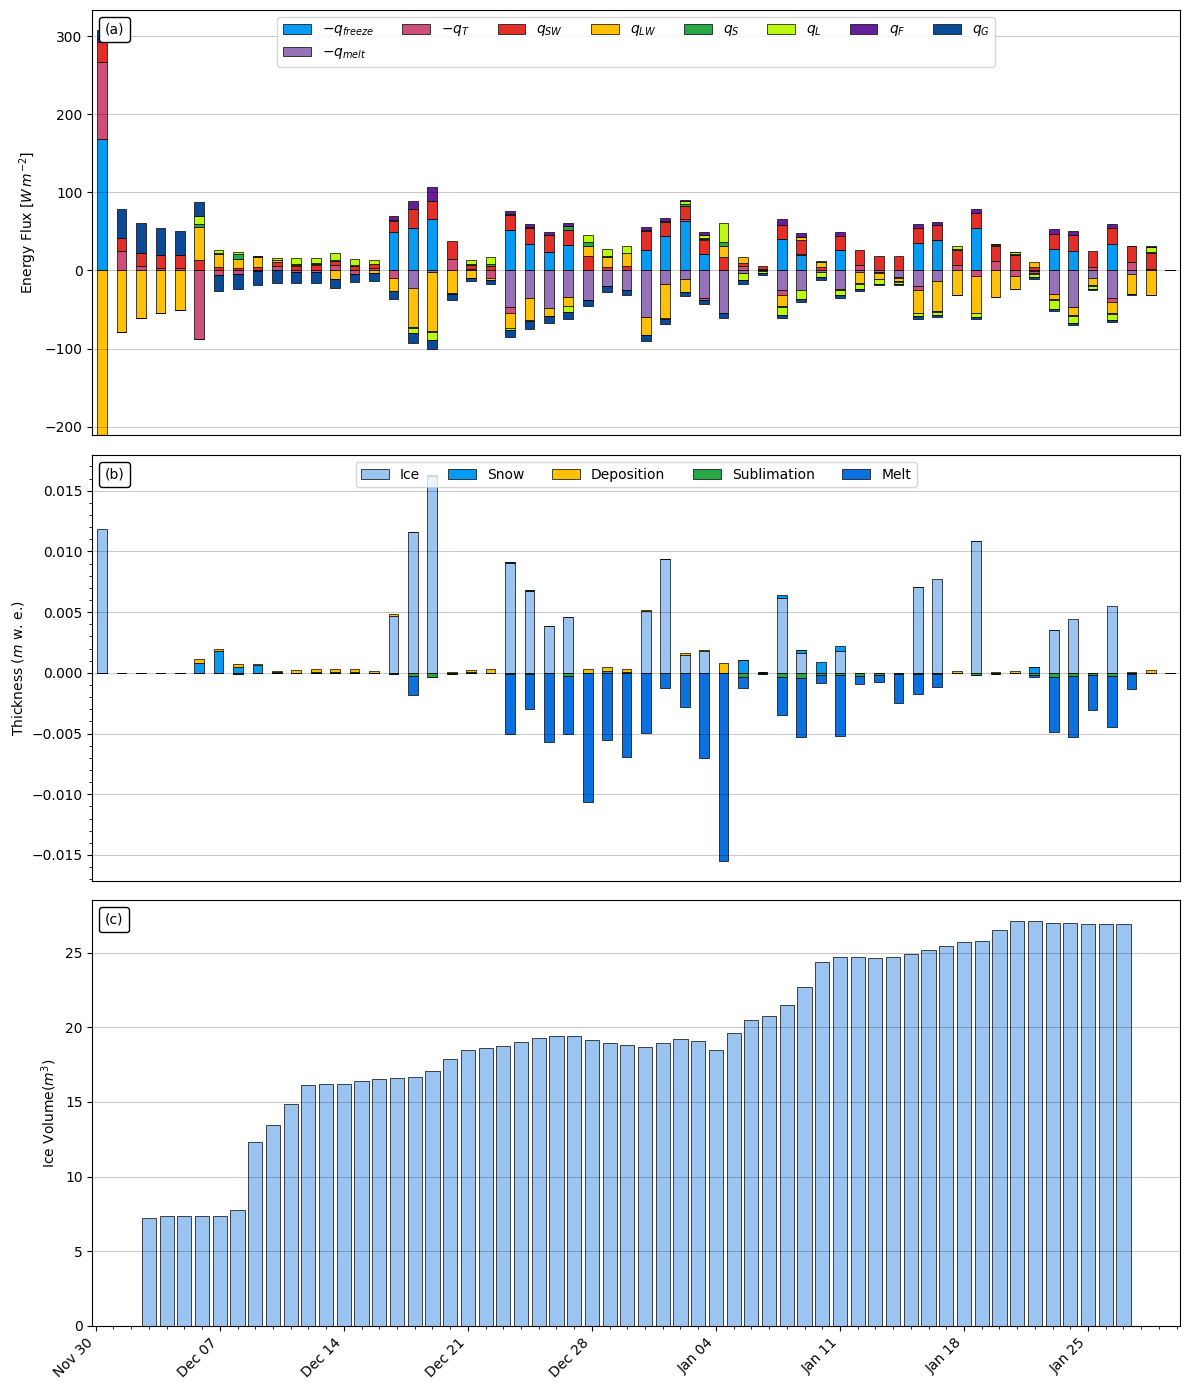 (a)
−q_freeze −q_T q_SW q_LW q_S q_L q_F q_G
−q_melt
300
200
100
0
−100
−200
Energy Flux [W m⁻²]
(b)
Ice Snow Deposition Sublimation Melt
0.015
0.010
0.005
0.000
−0.005
−0.010
−0.015
Thickness (m w. e.)
(c)
25
20
15
10
5
0
Ice Volume(m³)
Nov 30 Dec 07 Dec 14 Dec 21 Dec 28 Jan 04 Jan 11 Jan 18 Jan 25